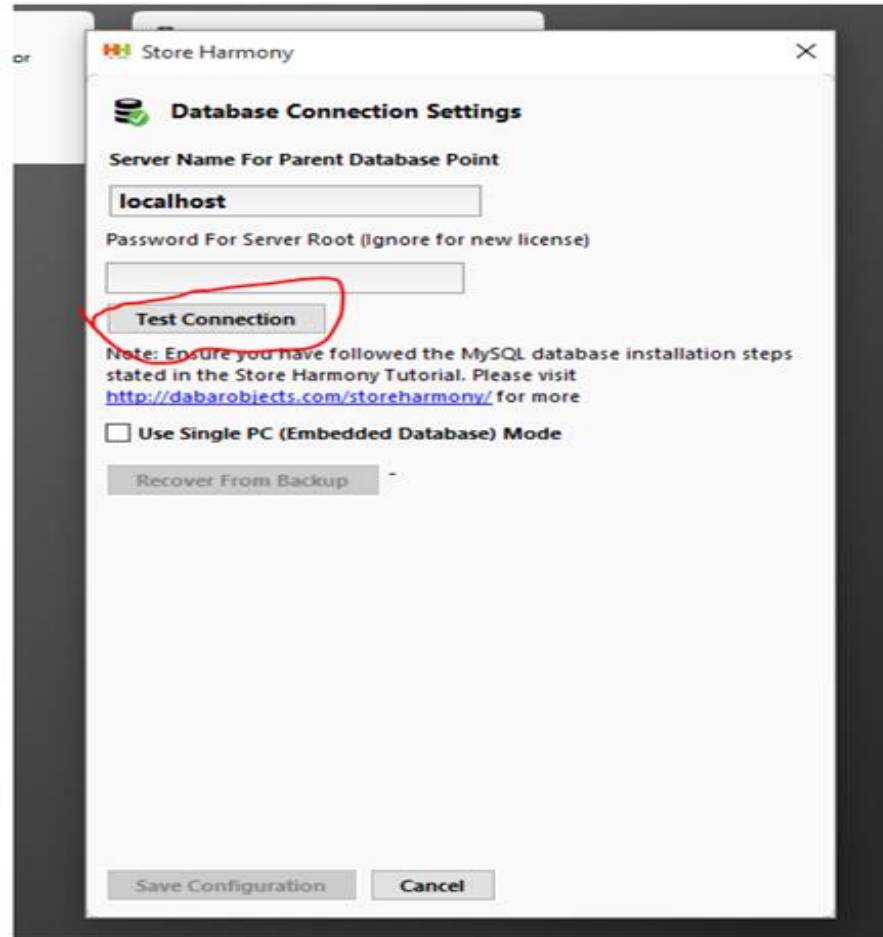 or
Store Harmony
Database Connection Settings
Server Name For Parent Database Point
localhost
Password For Server Root (Ignore for new license)
Test Connection
Note: Ensure you have followed the MySQL database installation steps
stated in the Store Harmony Tutorial. Please visit
http://dabarobjects.com/storeharmony/ for more
Use Single PC (Embedded Database) Mode
Recover From Backup -
Save Configuration Cancel